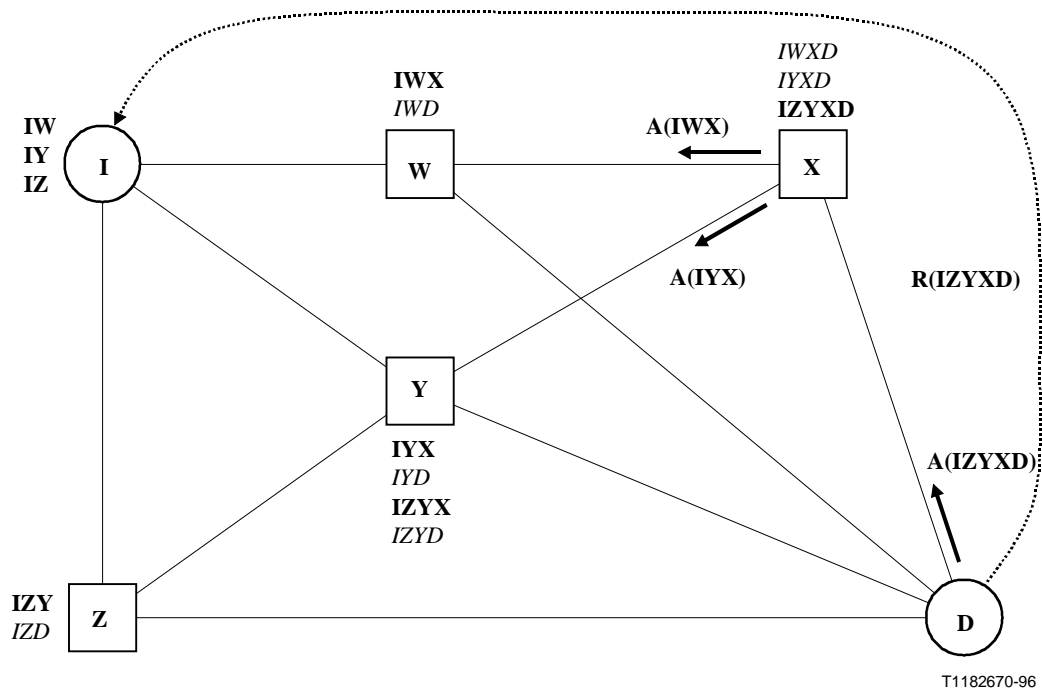 IWXD
IYXD
IZYXD
IWX
IWD
A(IWX)
IW
IY
IZ
I
W
X
A(IYX)
R(IZYXD)
Y
IYX
IYD
IZYX
IZYD
A(IZYXD)
IZY
IZD
Z
D
T1182670-96